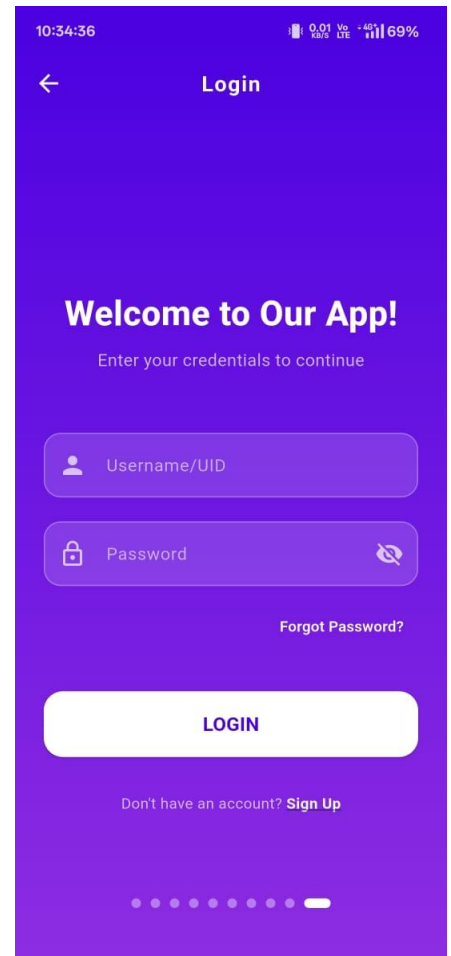 10:34:36 0.01 KB/S Vo LTE 4G+ 69%
Login
Welcome to Our App!
Enter your credentials to continue
Username/UID
Password
Forgot Password?
LOGIN
Don't have an account? Sign Up